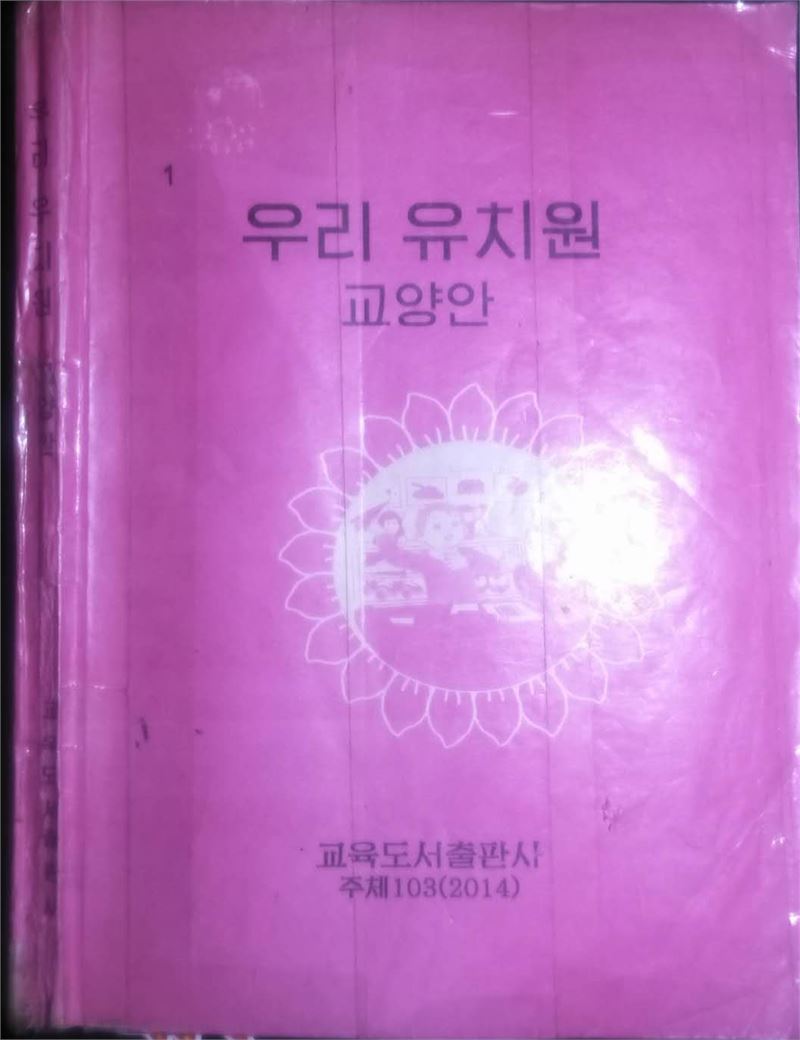 1
우리 유치원
교양안
교육도서출판사
주체103(2014)